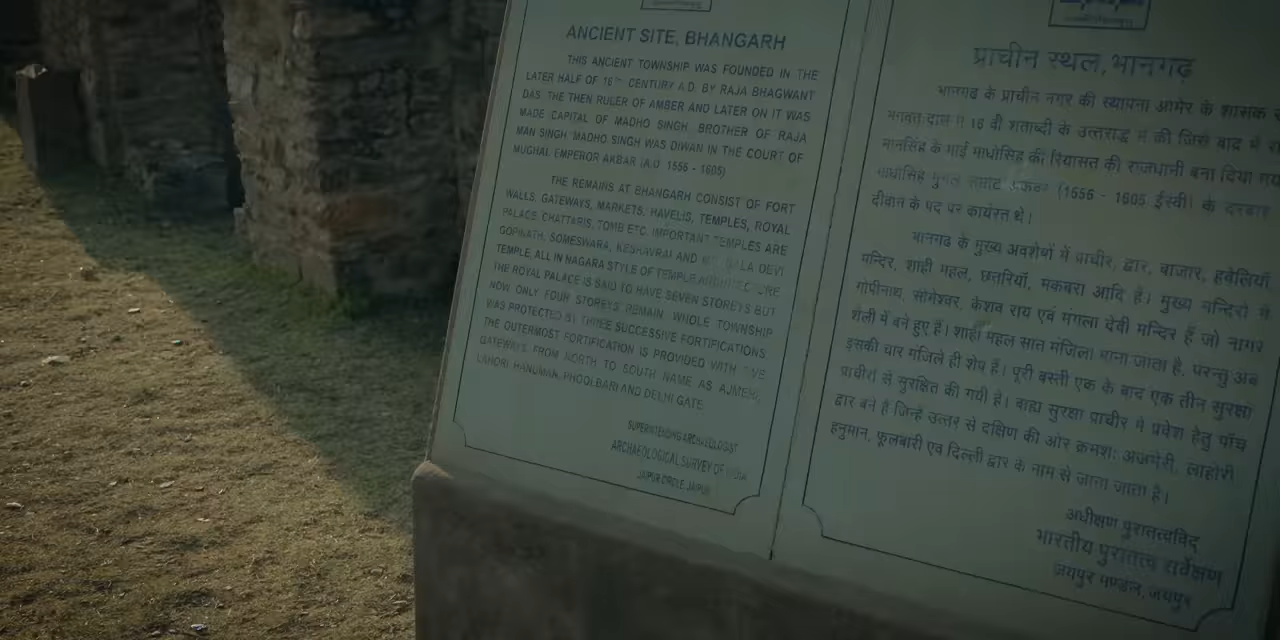 ANCIENT SITE, BHANGARH
THIS ANCIENT TOWNSHIP WAS FOUNDED IN THE
LATER HALF OF 16TH CENTURY A.D. BY RAJA BHAGWANT
DAS, THE THEN RULER OF AMBER AND LATER ON IT WAS
MADE CAPITAL OF MADHO SINGH, BROTHER OF RAJA
MAN SINGH. MADHO SINGH WAS DIWAN IN THE COURT OF
MUGHAL EMPEROR AKBAR (A.D. 1556 - 1605)
THE REMAINS AT BHANGARH CONSIST OF FORT
WALLS, GATEWAYS, MARKETS, HAVELIS, TEMPLES, ROYAL
PALACE, CHATTARIS, TOMB ETC. IMPORTANT TEMPLES ARE
GOPINATH, SOMESWARA, KESHAVRAI AND DEVI
TEMPLE, ALL IN NAGARA STYLE OF TEMPLE ARCHITECTURE.
THE ROYAL PALACE IS SAID TO HAVE SEVEN STOREYS BUT
NOW ONLY FOUR STOREYS REMAIN. WHOLE TOWNSHIP
WAS PROTECTED BY THREE SUCCESSIVE FORTIFICATIONS
THE OUTERMOST FORTIFICATION IS PROVIDED WITH FIVE
GATEWAYS FROM NORTH TO SOUTH NAME AS AJMERI,
LAHORI, HANUMAN, PHOOLBARI AND DELHI GATE.
SUPERINTENDING ARCHAEOLOGIST
ARCHAEOLOGICAL SURVEY OF INDIA
JAIPUR CIRCLE, JAIPUR
प्राचीन स्थल, भानगढ़
भानगढ के प्राचीन नगर की स्थापना आमेर के शासक
भगवत दास ने 16 वी शताब्दी के उत्तरार्द्ध में की जिसे बाद में
मानसिंह के भाई माधोसिंह की रियासत की राजधानी बना दिया
माधोसिंह मुगल सम्राट अकबर (1556 - 1605 ईस्वी) के दरबार
दीवान के पद पर कार्यरत थे।
भानगढ के मुख्य अवशेषों में प्राचीर, द्वार, बाजार, हवेलियाँ,
मन्दिर, शाही महल, छतरियाँ, मकबरा आदि है। मुख्य मन्दिरों में
गोपीनाथ, सोमेश्वर, केशव राय एवं मंगला देवी मन्दिर हैं जो नागर
शैली में बने हुए है। शाही महल सात मंजिला माना जाता है, परन्तु अब
इसकी चार मंजिले ही शेष है। पूरी बस्ती एक के बाद एक तीन सुरक्षा
प्राचीरों से सुरक्षित की गयी है। बाह्य सुरक्षा प्राचीर में प्रवेश हेतु पाँच
द्वार बने है जिन्हें उत्तर से दक्षिण की ओर क्रमशः अजमेरी, लाहोरी
हनुमान, फूलबारी एवं दिल्ली द्वार के नाम से जाना जाता है।
अधीक्षण पुरातत्वविद्
भारतीय पुरातत्व सर्वेक्षण
जयपुर मण्डल, जयपुर